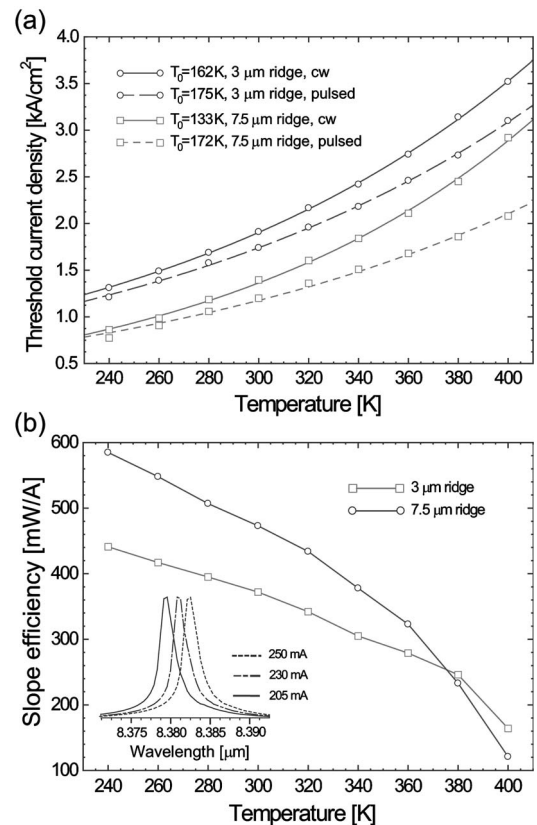 (a)
4.0
3.5
3.0
2.5
2.0
1.5
1.0
0.5
Threshold current density [kA/cm²]
T₀=162K, 3 μm ridge, cw
T₀=175K, 3 μm ridge, pulsed
T₀=133K, 7.5 μm ridge, cw
T₀=172K, 7.5 μm ridge, pulsed
240 260 280 300 320 340 360 380 400
Temperature [K]
(b)
600
500
400
300
200
100
Slope efficiency [mW/A]
3 μm ridge
7.5 μm ridge
250 mA
230 mA
205 mA
8.375 8.380 8.385 8.390
Wavelength [μm]
240 260 280 300 320 340 360 380 400
Temperature [K]